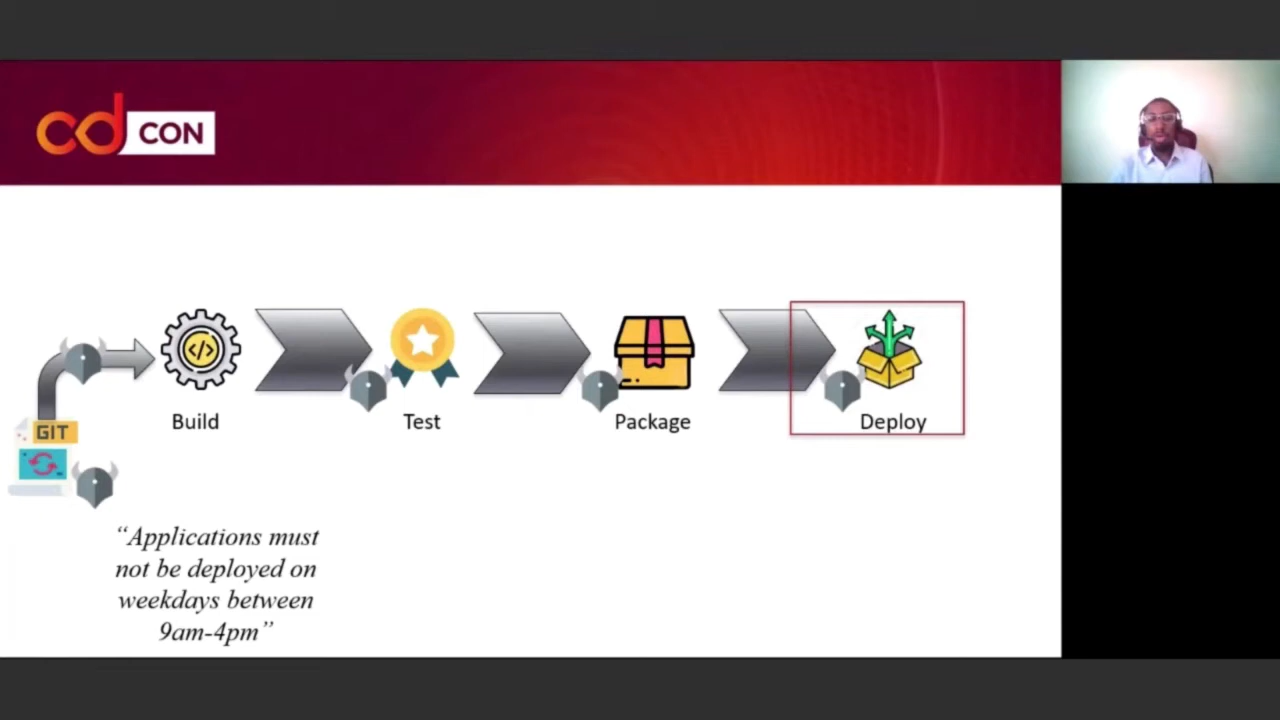 cd CON
Build
Test
Package
Deploy
GIT
</>
“Applications must
not be deployed on
weekdays between
9am-4pm”